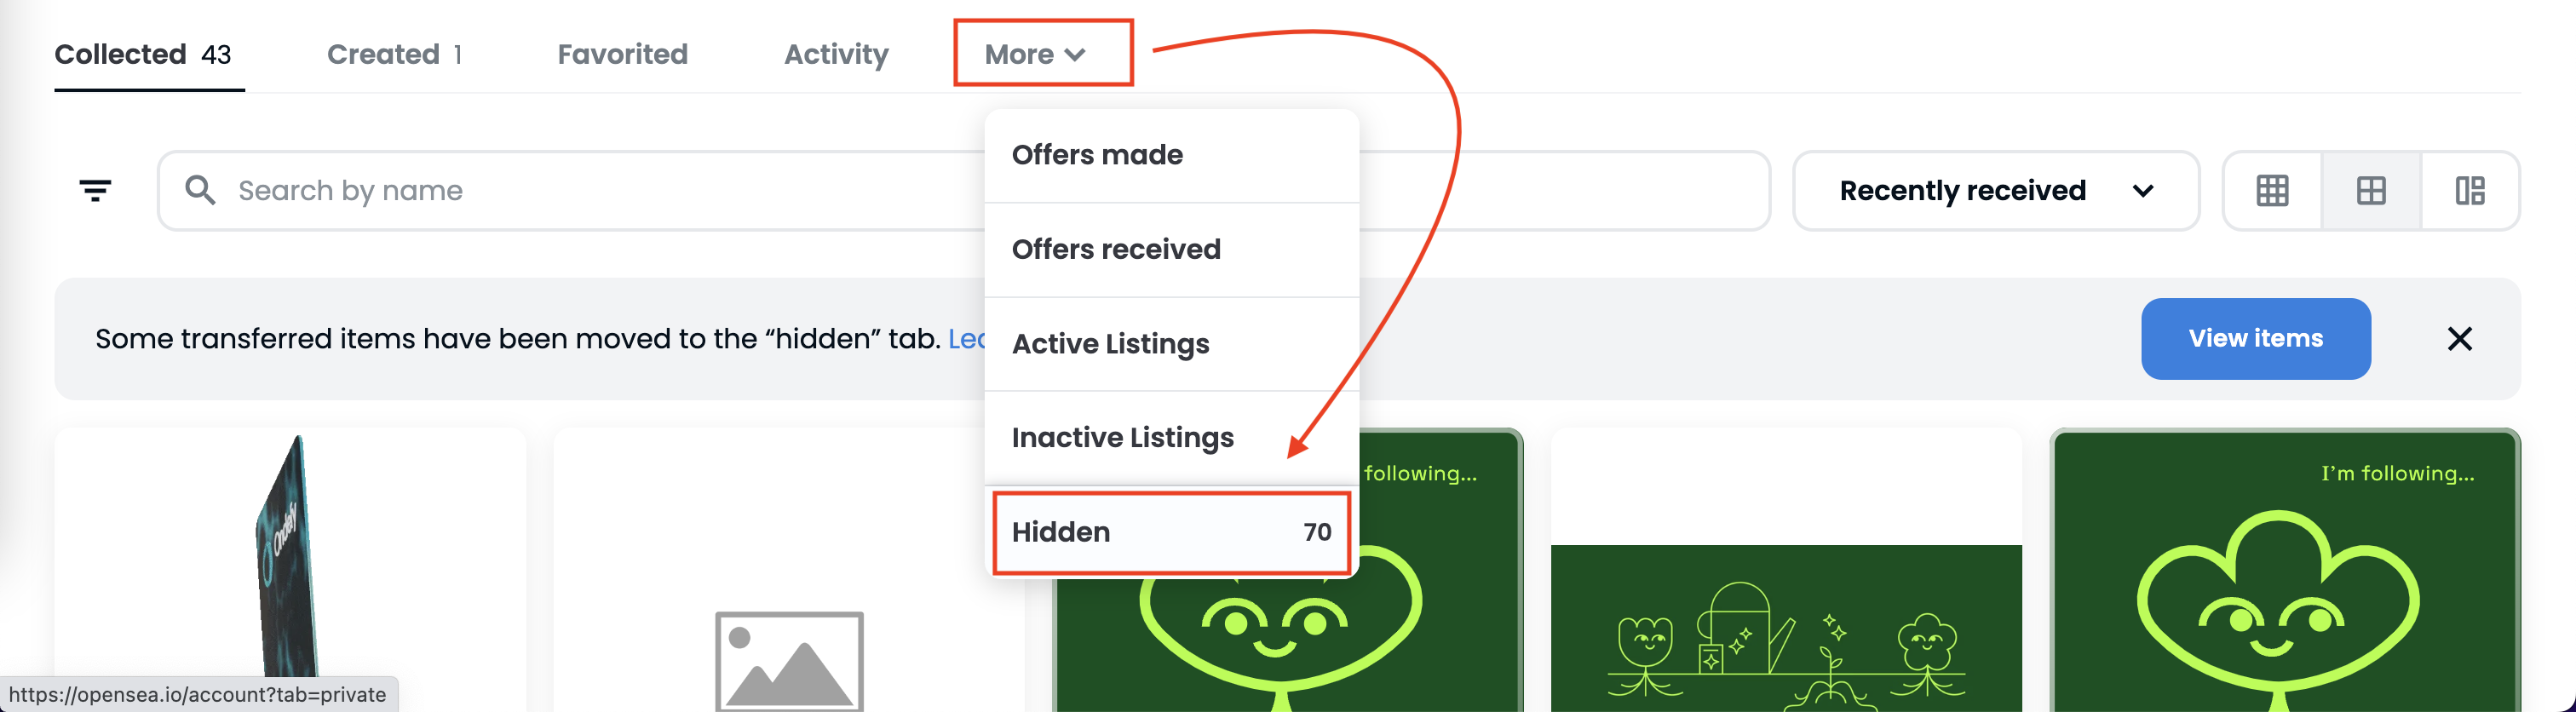 Collected 43
Created 1
Favorited
Activity
More
Offers made
Offers received
Active Listings
Inactive Listings
Hidden 70
Search by name
Recently received
Some transferred items have been moved to the “hidden” tab.
View items
Ondefy
following...
I'm following...
https://opensea.io/account?tab=private